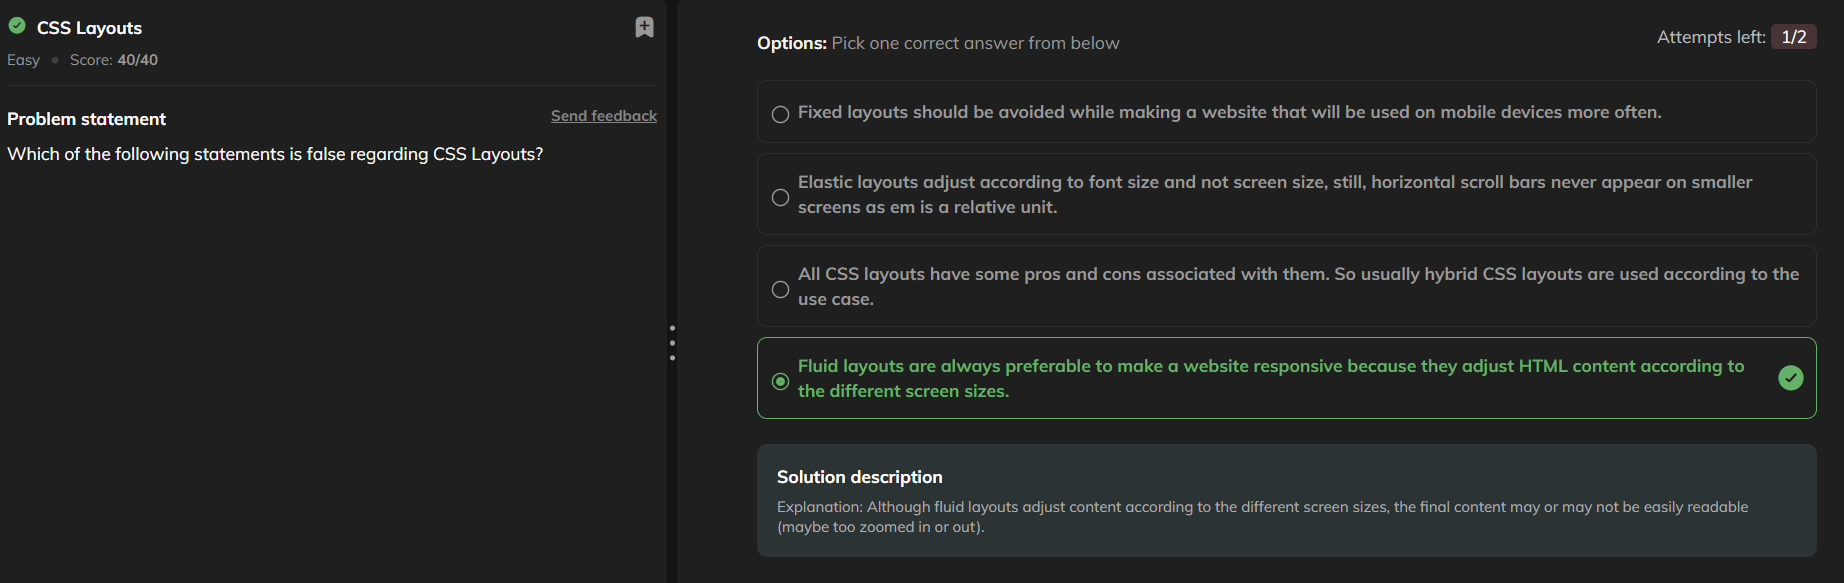 CSS Layouts
Easy • Score: 40/40
Problem statement
Send feedback
Which of the following statements is false regarding CSS Layouts?
Options: Pick one correct answer from below
Attempts left: 1/2
Fixed layouts should be avoided while making a website that will be used on mobile devices more often.
Elastic layouts adjust according to font size and not screen size, still, horizontal scroll bars never appear on smaller
screens as em is a relative unit.
All CSS layouts have some pros and cons associated with them. So usually hybrid CSS layouts are used according to the
use case.
Fluid layouts are always preferable to make a website responsive because they adjust HTML content according to
the different screen sizes.
Solution description
Explanation: Although fluid layouts adjust content according to the different screen sizes, the final content may or may not be easily readable
(maybe too zoomed in or out).